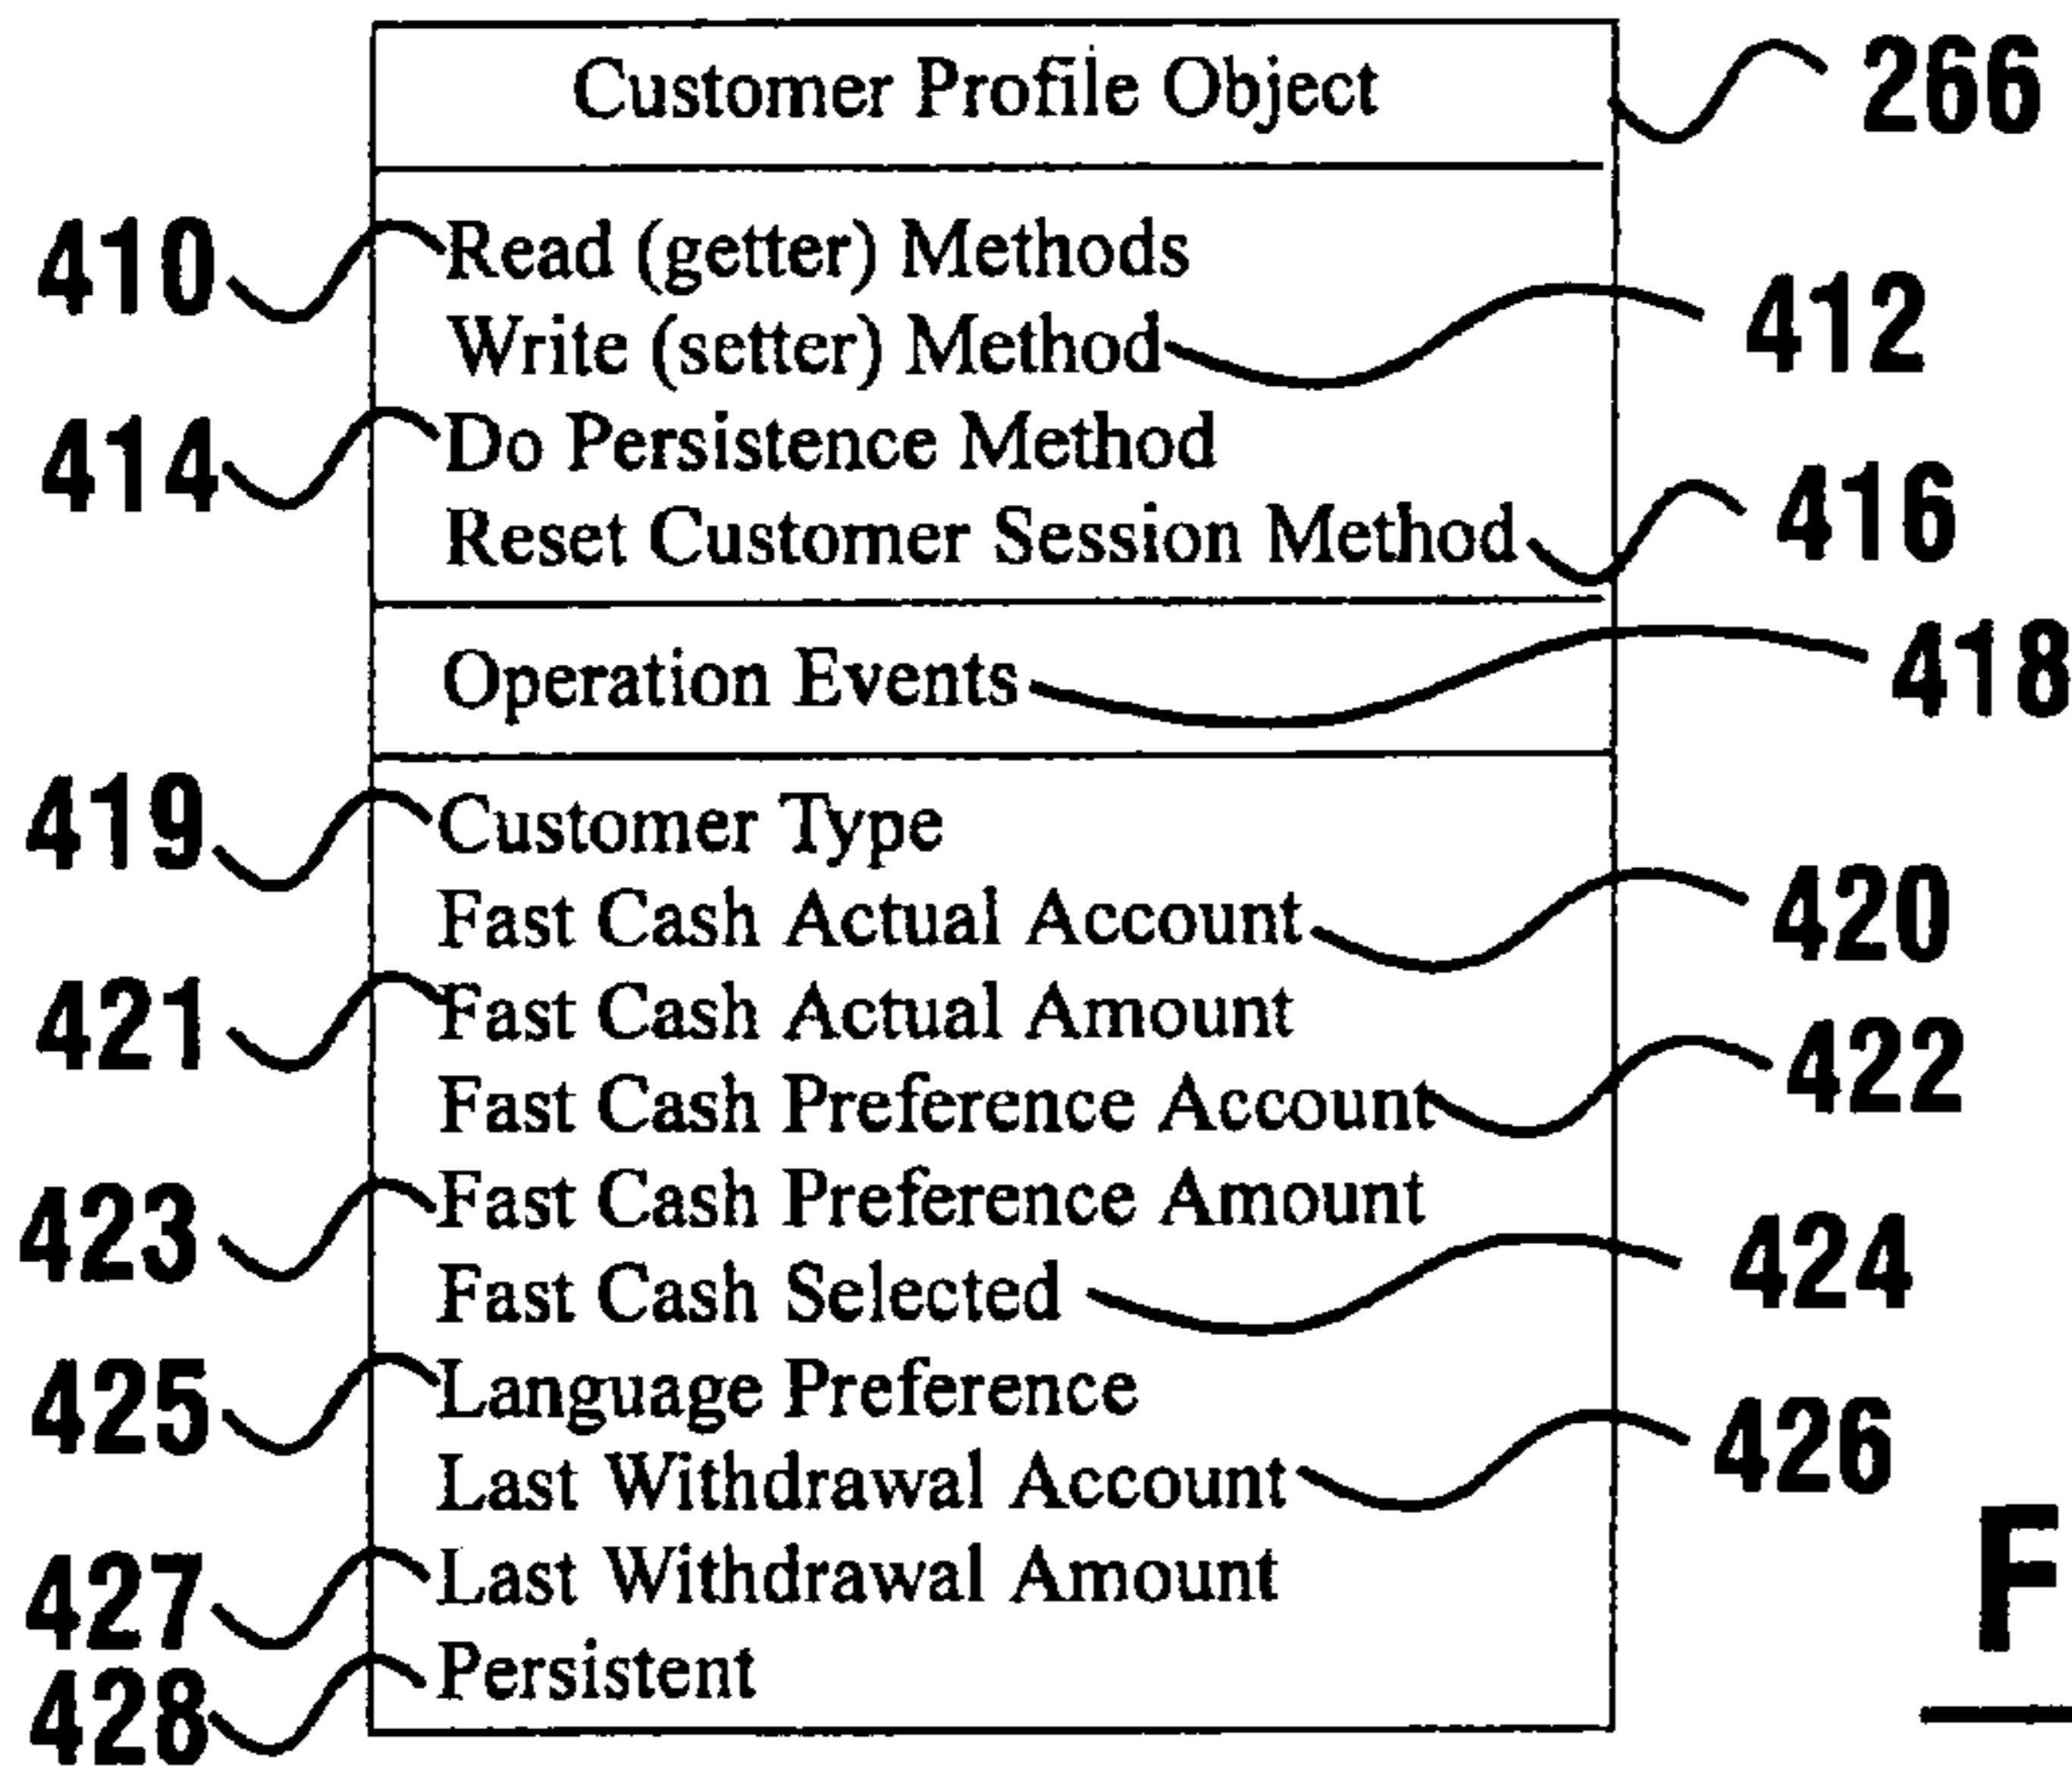 Customer Profile Object 266
410 Read (getter) Methods
Write (setter) Method 412
414 Do Persistence Method
Reset Customer Session Method 416
Operation Events 418
419 Customer Type
Fast Cash Actual Account 420
421 Fast Cash Actual Amount
Fast Cash Preference Account 422
423 Fast Cash Preference Amount
Fast Cash Selected 424
425 Language Preference
Last Withdrawal Account 426
427 Last Withdrawal Amount
428 Persistent
F